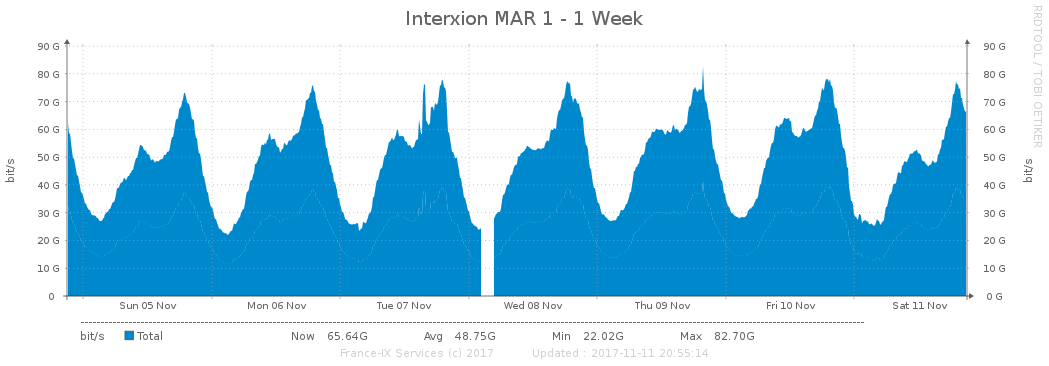 Interxion MAR 1 - 1 Week
RRDTOOL / TOBI OETIKER
90 G 90 G
80 G 80 G
70 G 70 G
60 G 60 G
50 G 50 G
40 G 40 G
30 G 30 G
20 G 20 G
10 G 10 G
0 0 G
bit/s
bit/s
Sun 05 Nov Mon 06 Nov Tue 07 Nov Wed 08 Nov Thu 09 Nov Fri 10 Nov Sat 11 Nov
bit/s Total Now 65.64G Avg 48.75G Min 22.02G Max 82.70G
France-IX Services (c) 2017 Updated : 2017-11-11 20:55:14